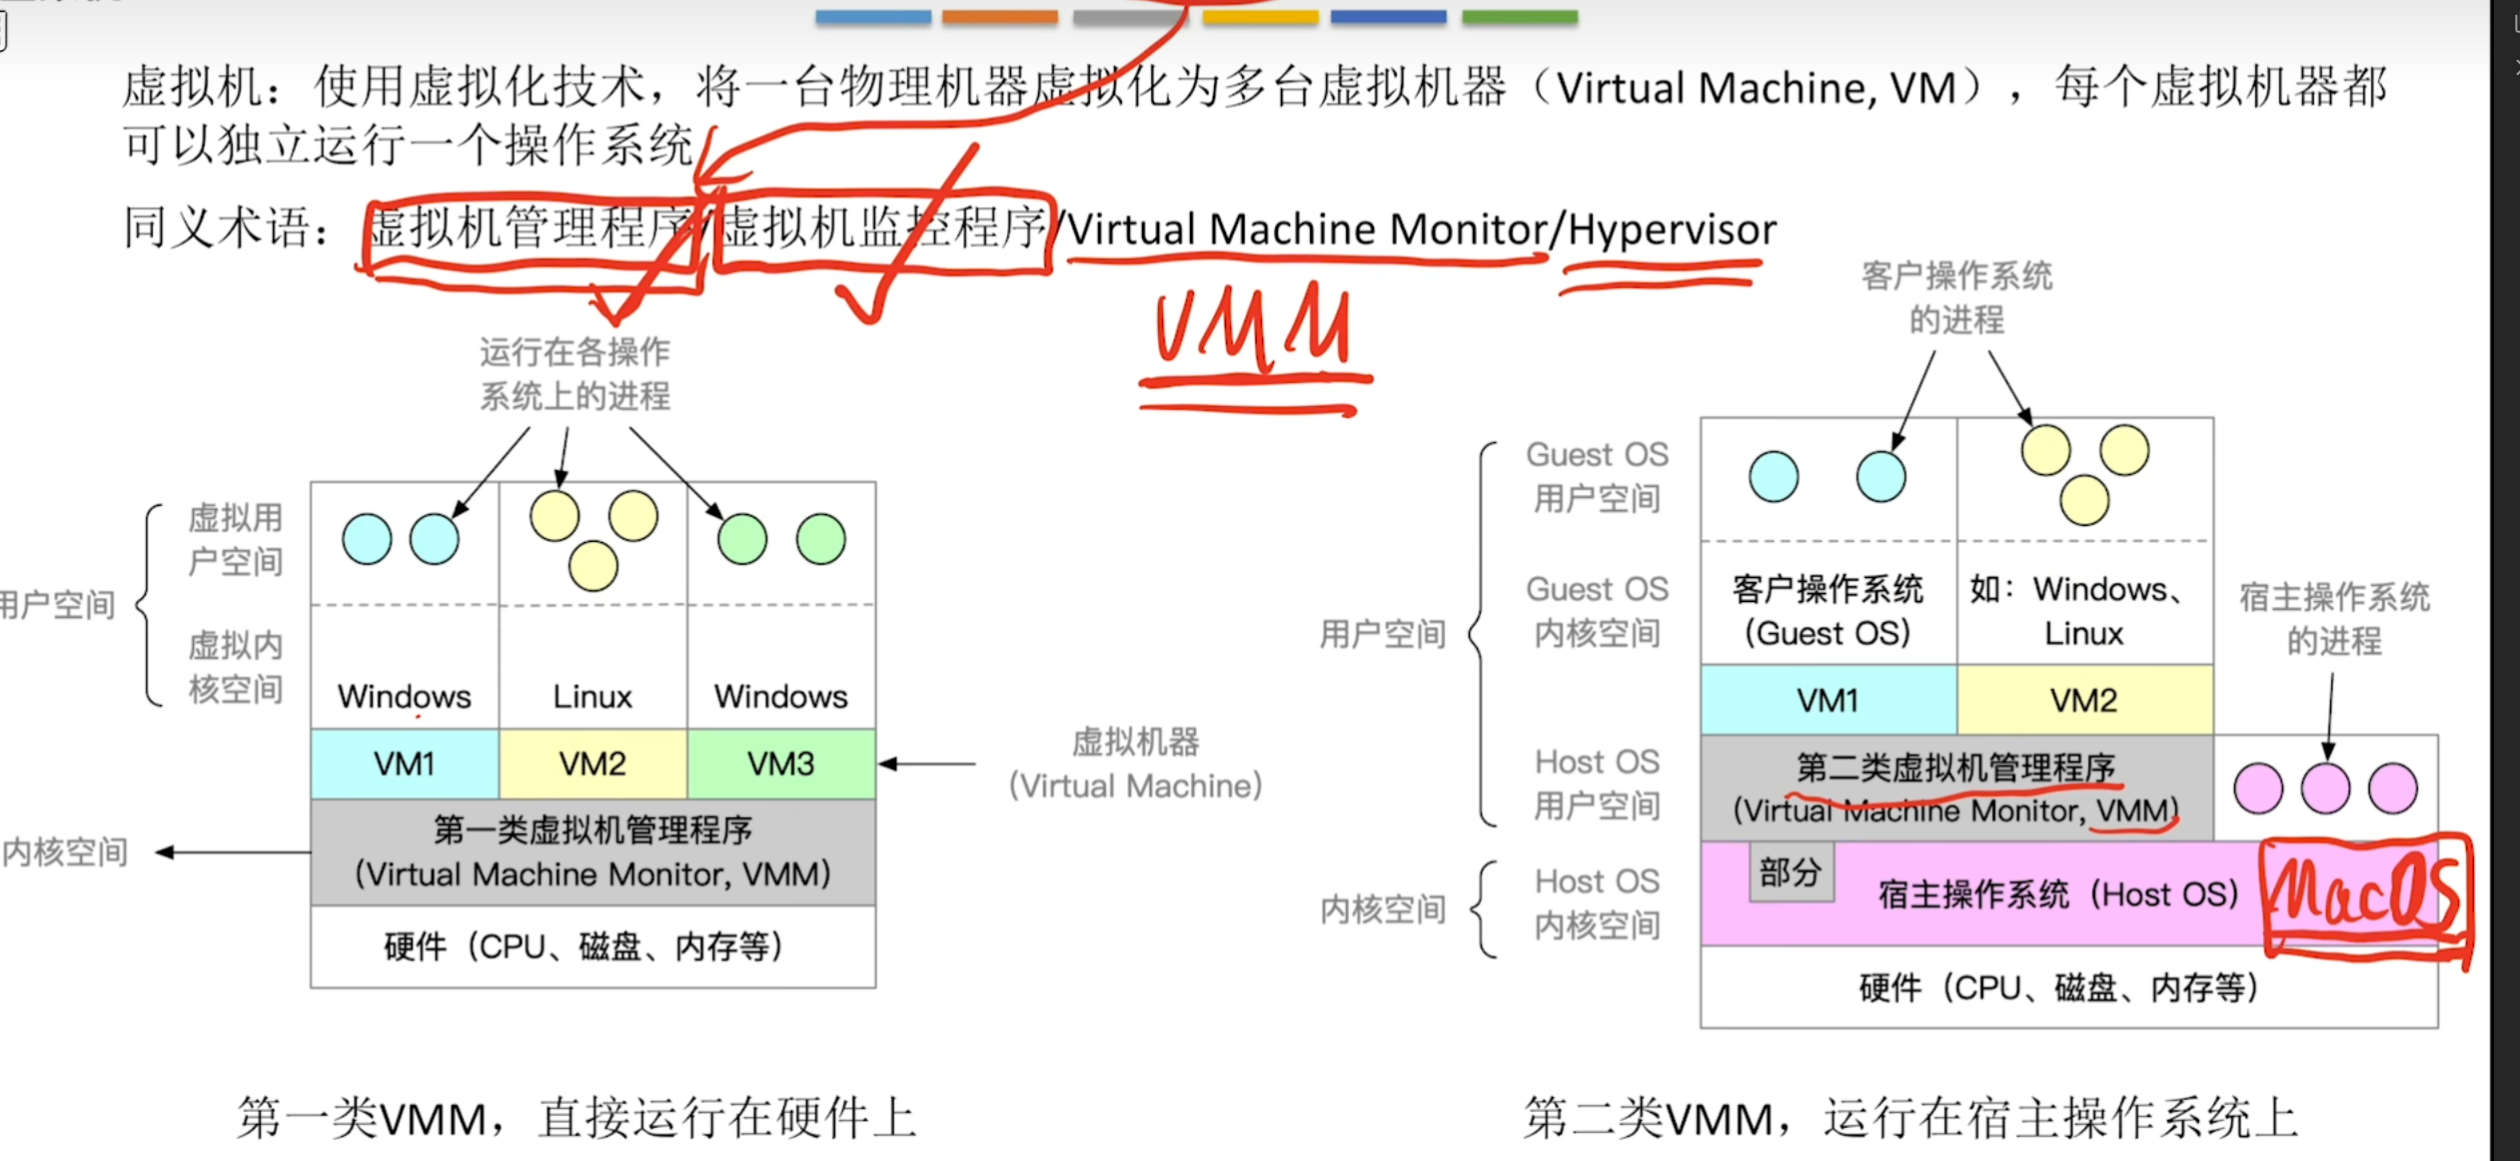 虚拟机：使用虚拟化技术，将一台物理机器虚拟化为多台虚拟机器（Virtual Machine, VM），每个虚拟机器都
可以独立运行一个操作系统
同义术语：虚拟机管理程序/虚拟机监控程序/Virtual Machine Monitor/Hypervisor
VMM
运行在各操作
系统上的进程
用户空间
虚拟用
户空间
虚拟内
核空间
Windows
Linux
Windows
VM1
VM2
VM3
虚拟机器
（Virtual Machine）
内核空间
第一类虚拟机管理程序
（Virtual Machine Monitor, VMM）
硬件（CPU、磁盘、内存等）
第一类VMM，直接运行在硬件上
客户操作系统
的进程
用户空间
Guest OS
用户空间
Guest OS
内核空间
客户操作系统
（Guest OS）
如：Windows、
Linux
VM1
VM2
宿主操作系统
的进程
Host OS
用户空间
第二类虚拟机管理程序
（Virtual Machine Monitor, VMM）
内核空间
Host OS
内核空间
部分
宿主操作系统（Host OS）
MacOS
硬件（CPU、磁盘、内存等）
第二类VMM，运行在宿主操作系统上